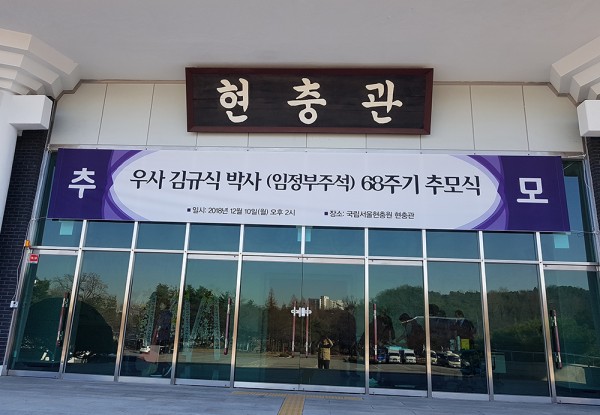 현충관
추 우사 김규식 박사 (임정부주석) 68주기 추모식 모
■ 일시: 2018년 12월 10일(월) 오후 2시 ■ 장소: 국립서울현충원 현충관